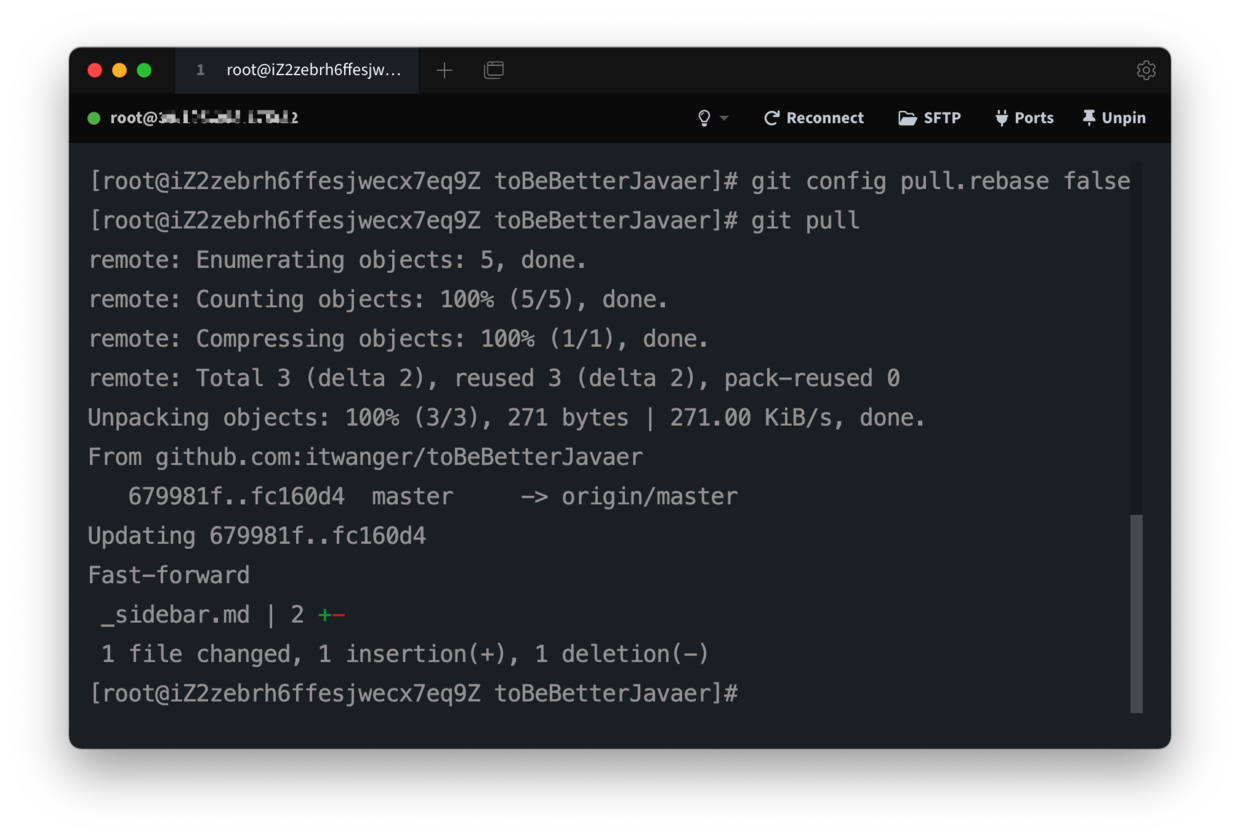 1 root@iZ2zebrh6ffesjw...
root@
Reconnect SFTP Ports Unpin
[root@iZ2zebrh6ffesjwecx7eq9Z toBeBetterJavaer]# git config pull.rebase false
[root@iZ2zebrh6ffesjwecx7eq9Z toBeBetterJavaer]# git pull
remote: Enumerating objects: 5, done.
remote: Counting objects: 100% (5/5), done.
remote: Compressing objects: 100% (1/1), done.
remote: Total 3 (delta 2), reused 3 (delta 2), pack-reused 0
Unpacking objects: 100% (3/3), 271 bytes | 271.00 KiB/s, done.
From github.com:itwanger/toBeBetterJavaer
   679981f..fc160d4  master     -> origin/master
Updating 679981f..fc160d4
Fast-forward
 _sidebar.md | 2 +-
 1 file changed, 1 insertion(+), 1 deletion(-)
[root@iZ2zebrh6ffesjwecx7eq9Z toBeBetterJavaer]#